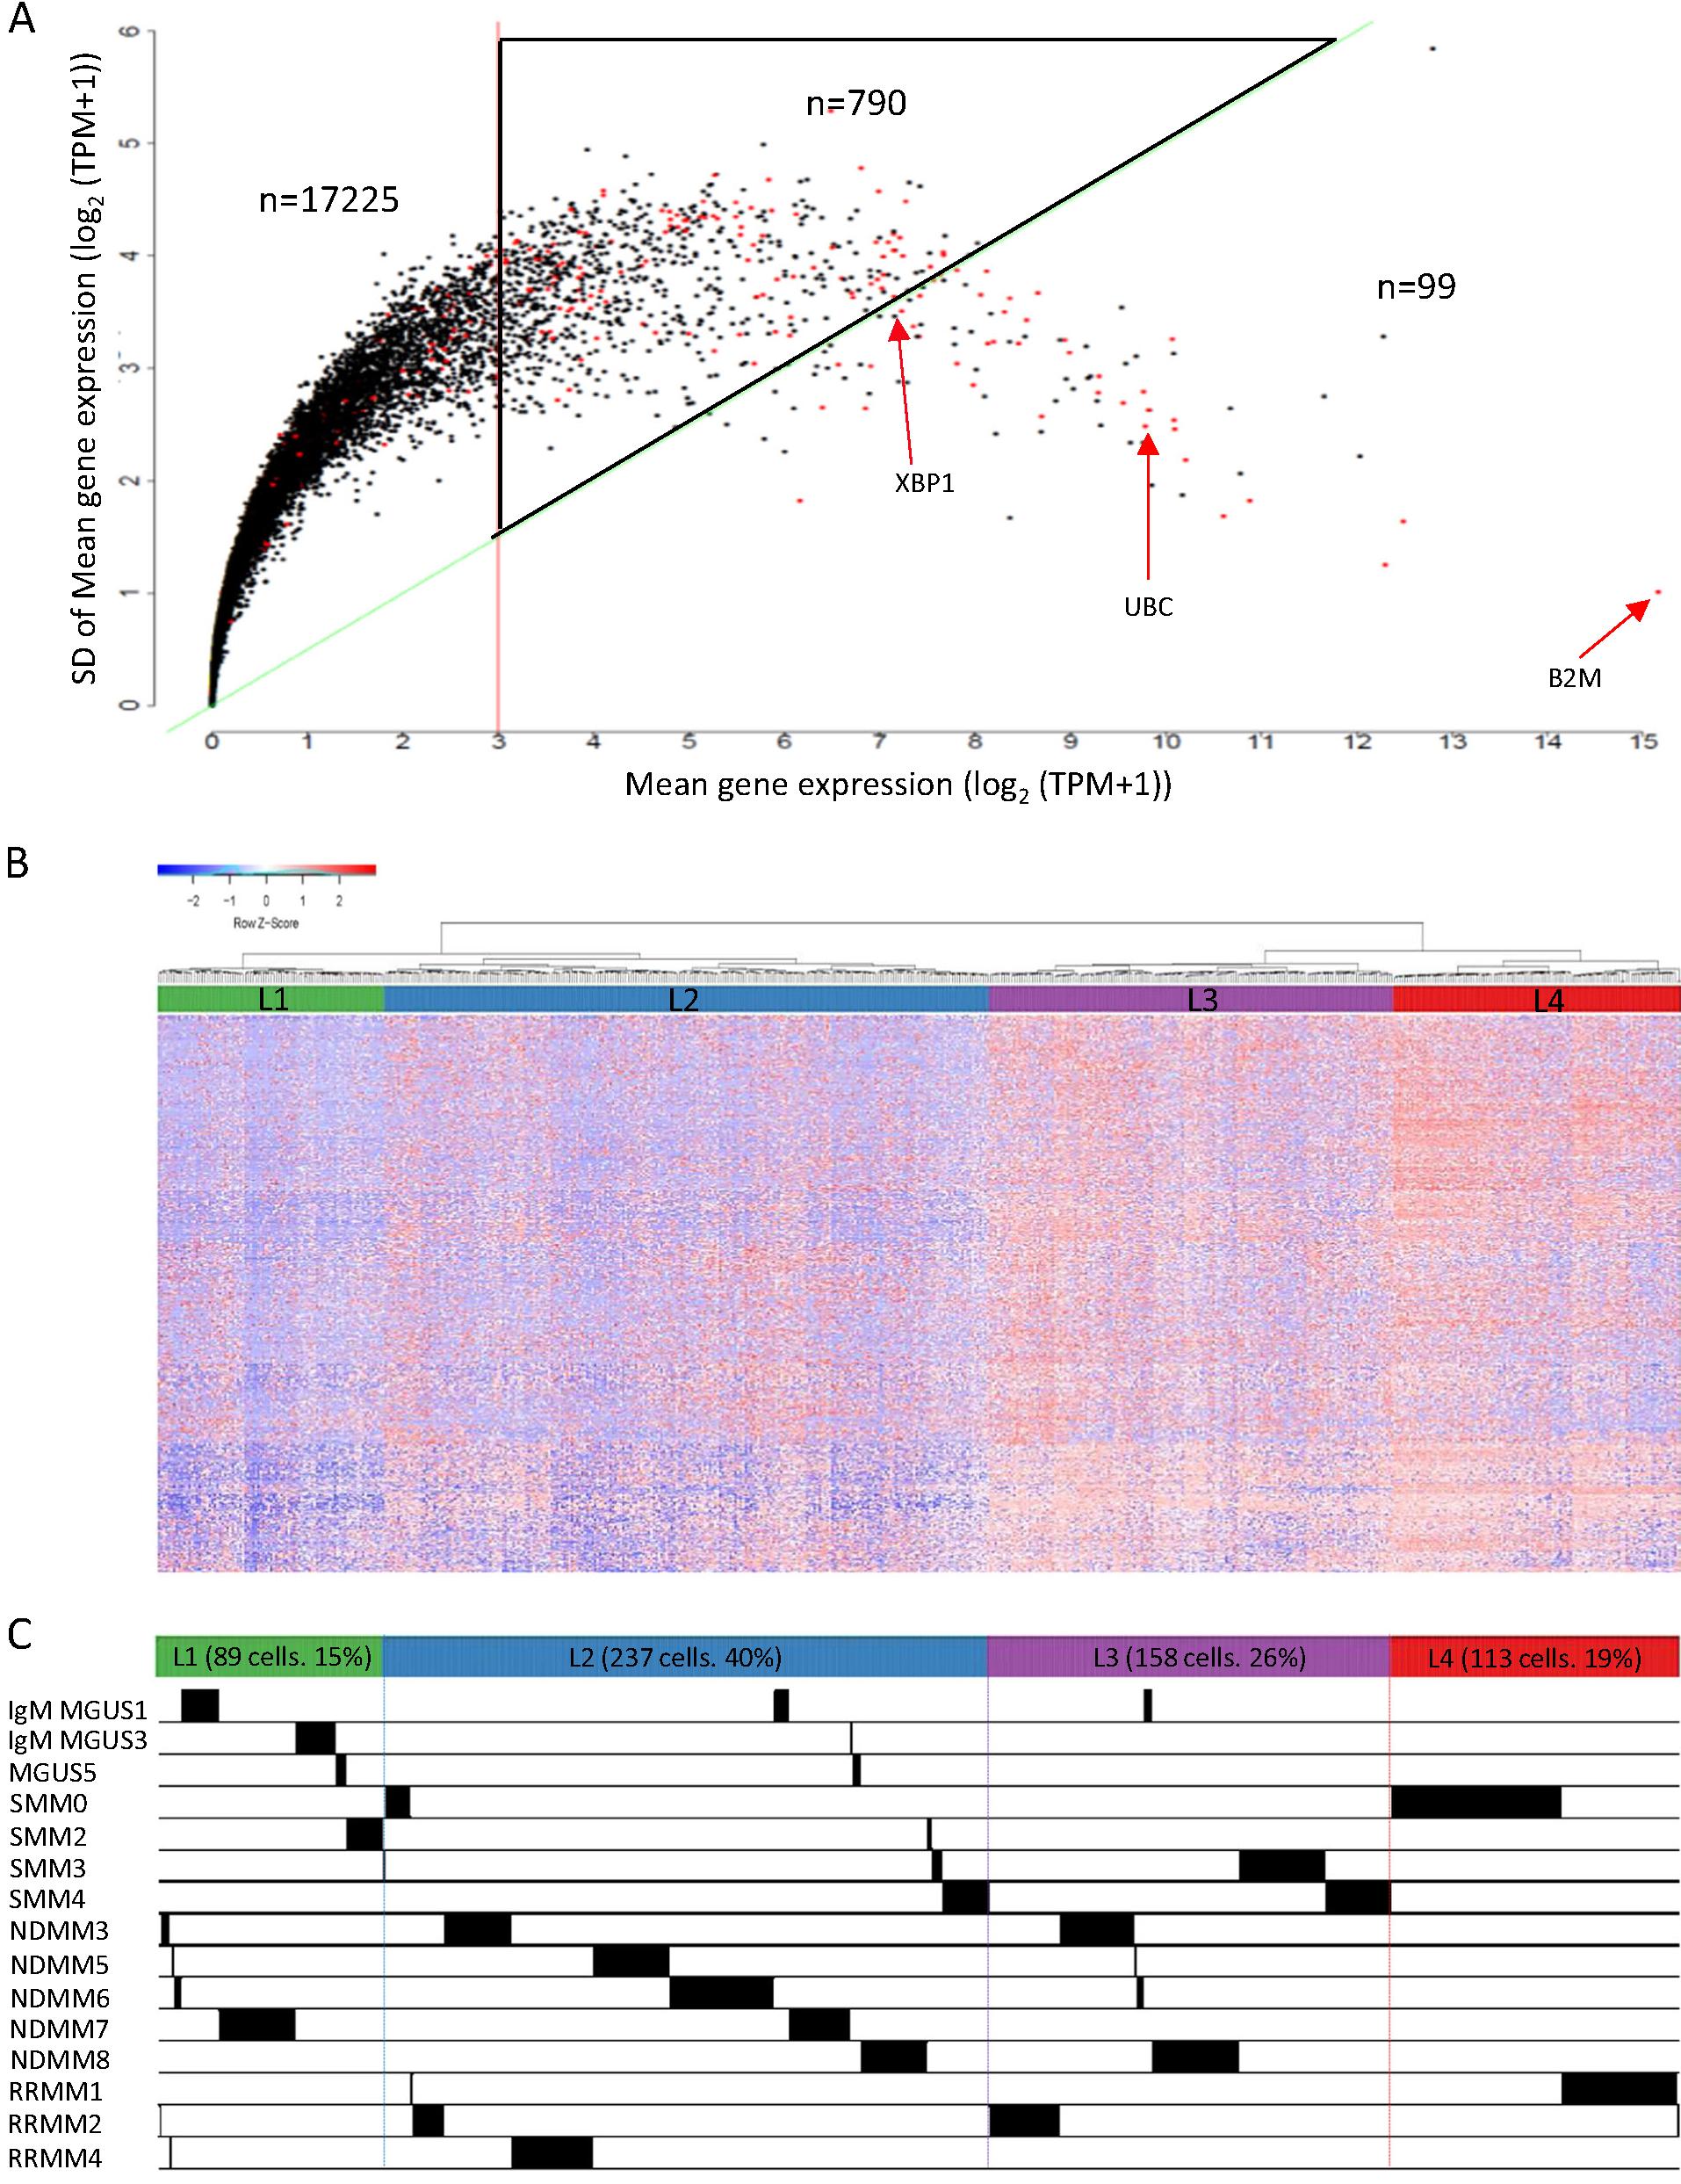 A
SD of Mean gene expression (log2 (TPM+1))
6
5
4
3
2
1
0
n=790
n=17225
n=99
XBP1
UBC
B2M
0 1 2 3 4 5 6 7 8 9 10 11 12 13 14 15
Mean gene expression (log2 (TPM+1))
B
−2 −1 0 1 2
Row Z−Score
L1 L2 L3 L4
C
L1 (89 cells. 15%) L2 (237 cells. 40%) L3 (158 cells. 26%) L4 (113 cells. 19%)
IgM MGUS1
IgM MGUS3
MGUS5
SMM0
SMM2
SMM3
SMM4
NDMM3
NDMM5
NDMM6
NDMM7
NDMM8
RRMM1
RRMM2
RRMM4